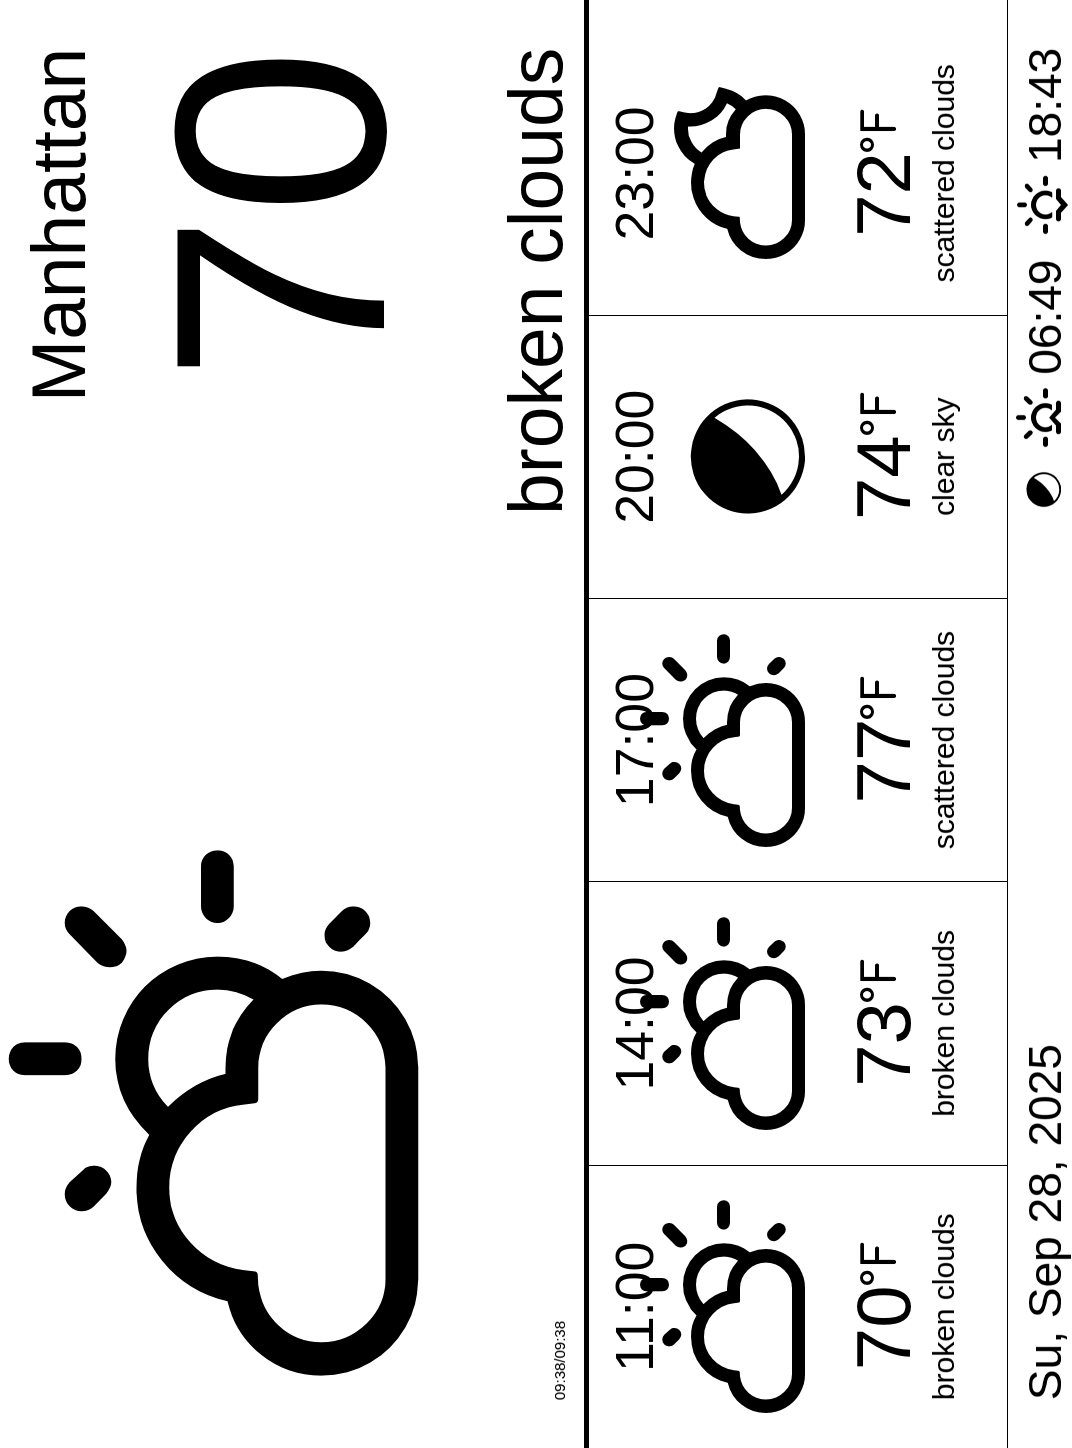 Manhattan
70
broken clouds
09:38/09:38
11:00
70°F
broken clouds
14:00
73°F
broken clouds
17:00
77°F
scattered clouds
20:00
74°F
clear sky
23:00
72°F
scattered clouds
Su, Sep 28, 2025
06:49
18:43